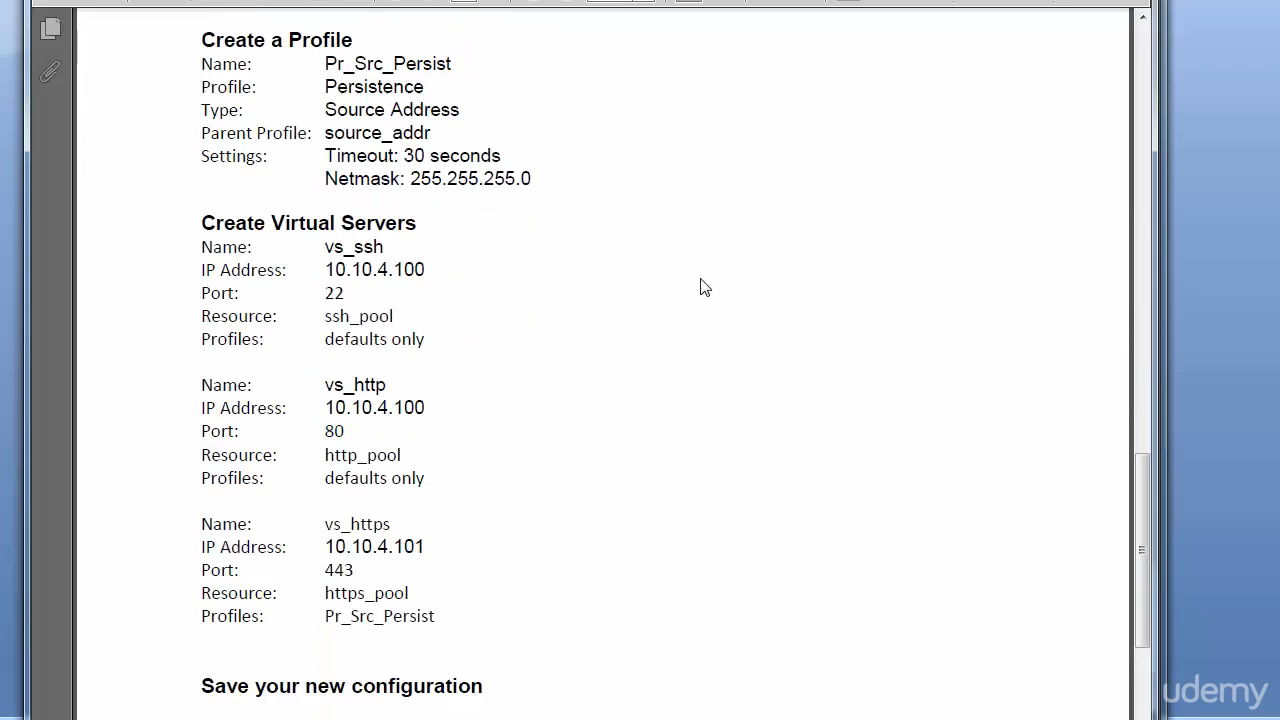 Create a Profile
Name: Pr_Src_Persist
Profile: Persistence
Type: Source Address
Parent Profile: source_addr
Settings: Timeout: 30 seconds
Netmask: 255.255.255.0
Create Virtual Servers
Name: vs_ssh
IP Address: 10.10.4.100
Port: 22
Resource: ssh_pool
Profiles: defaults only
Name: vs_http
IP Address: 10.10.4.100
Port: 80
Resource: http_pool
Profiles: defaults only
Name: vs_https
IP Address: 10.10.4.101
Port: 443
Resource: https_pool
Profiles: Pr_Src_Persist
Save your new configuration
udemy